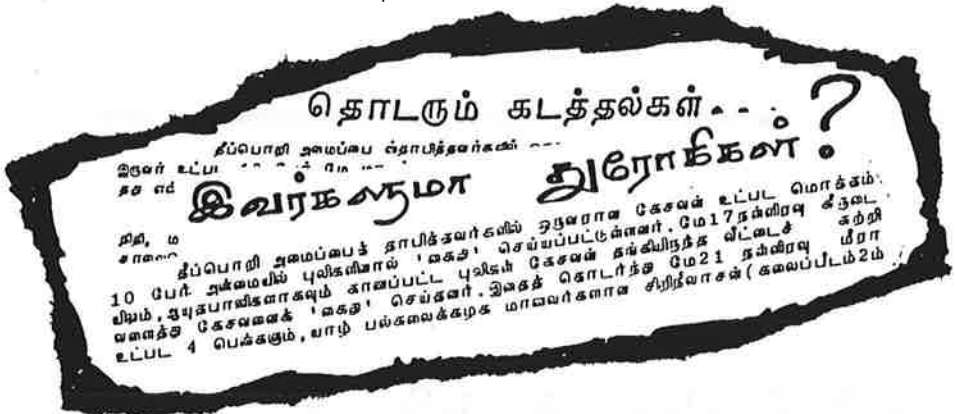 தொடரும் கடத்தல்கள்...?
தீப்பொறி அமைப்பை ஸ்தாபித்தவர்களில்
இருவர் உட்பட
இவர்களுமா துரோகிகள்?
தீப்பொறி அமைப்பைத் தாபித்தவர்களில் ஒருவரான கேசவன் உட்பட மொத்தம்
10 பேர் அண்மையில் புலிகளினால் 'கைது' செய்யப்பட்டுள்ளனர். மே17நள்ளிரவு சீருடை
யிலும், ஆயுதபாணிகளாகவும் காணப்பட்ட புலிகள் கேசவன் தங்கியிருந்த வீட்டைச் சுற்றி
வளைத்து கேசவனைக் 'கைது' செய்தனர். இதைத் தொடர்ந்து மே21 நள்ளிரவு மீரா
உட்பட 4 பெண்களும், யாழ் பல்கலைக்கழக மாணவர்களான சிறிநிவாசன்(கலைப்பீடம்2ம்